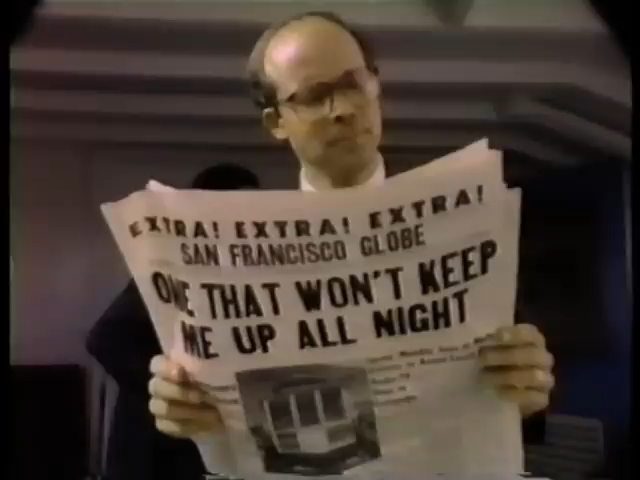 EXTRA! EXTRA! EXTRA!
SAN FRANCISCO GLOBE
ONE THAT WON'T KEEP
ME UP ALL NIGHT